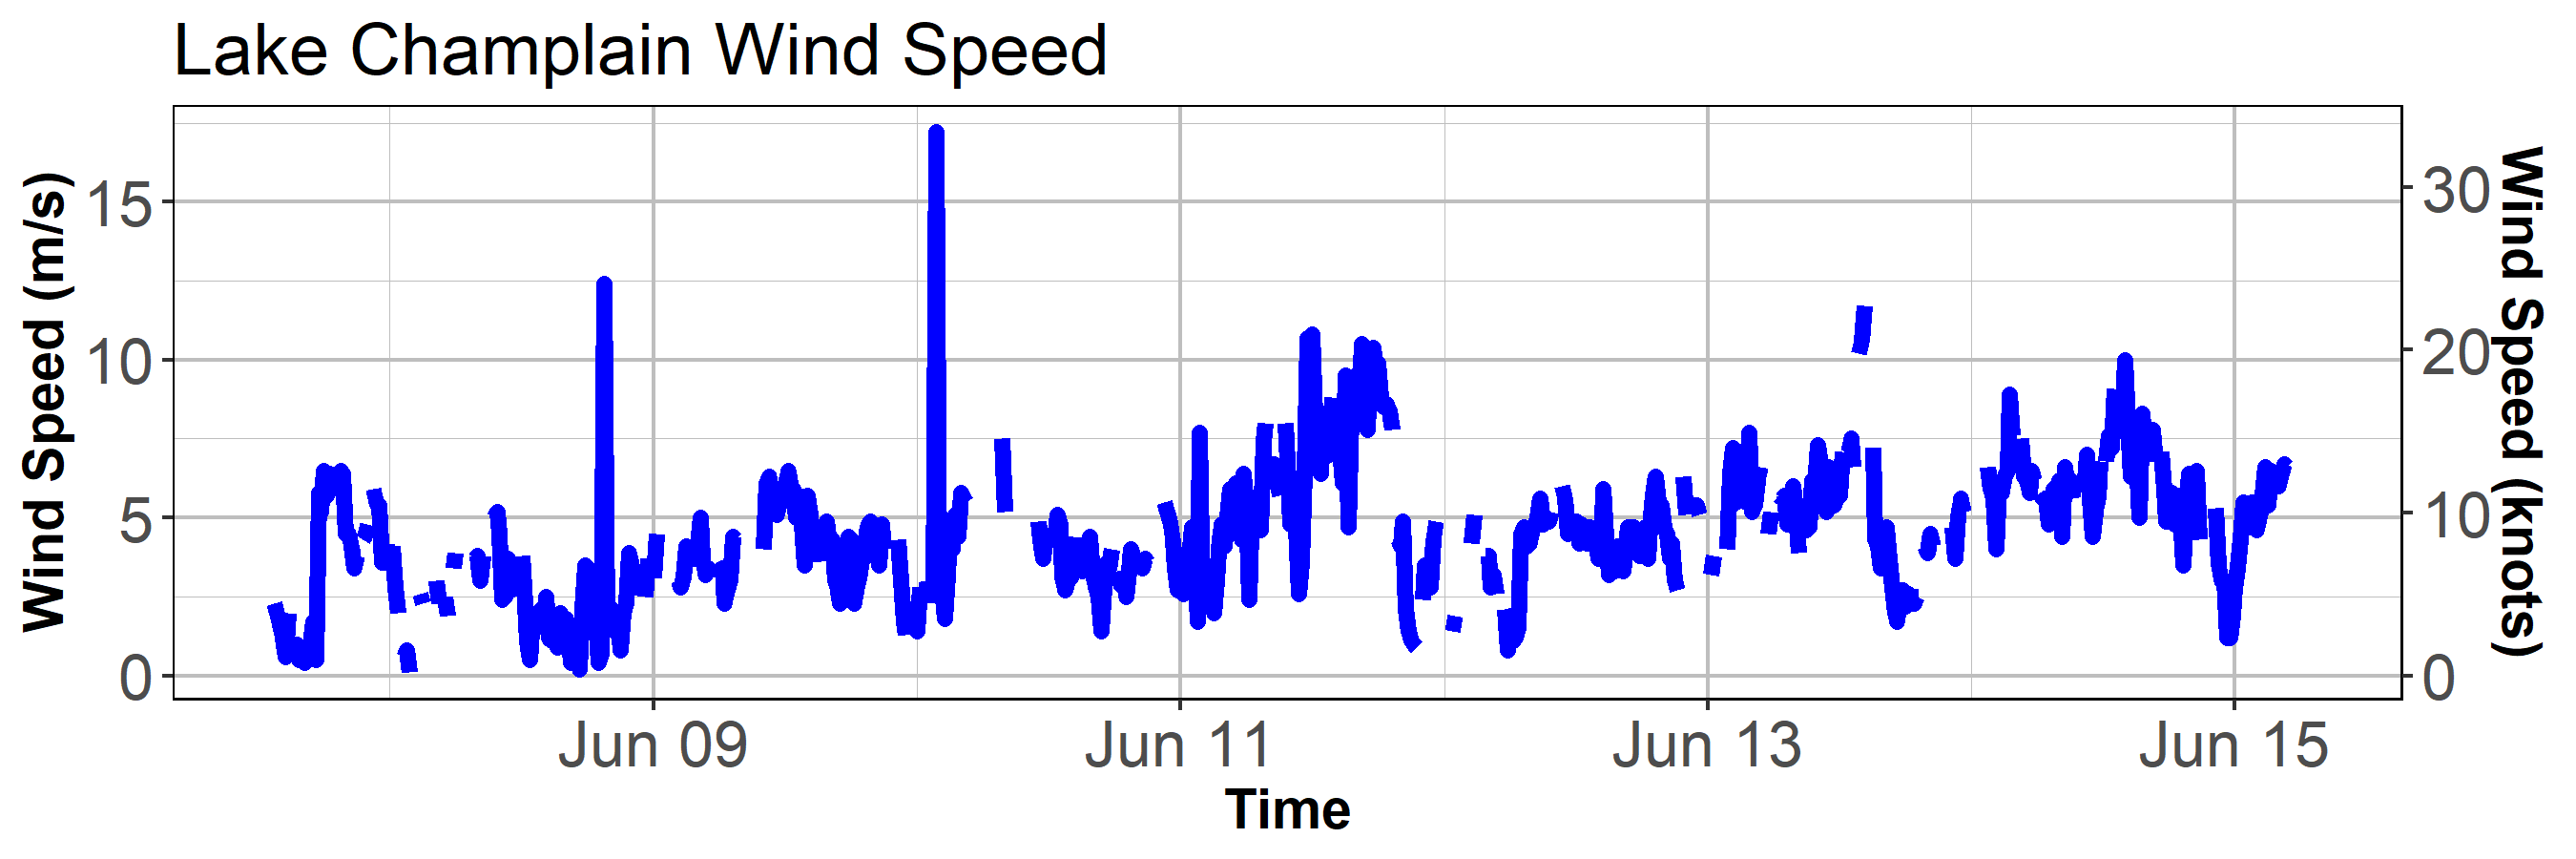 Lake Champlain Wind Speed
Wind Speed (m/s)
15
10
5
0
30
20
10
0
Wind Speed (knots)
Jun 09
Jun 11
Jun 13
Jun 15
Time